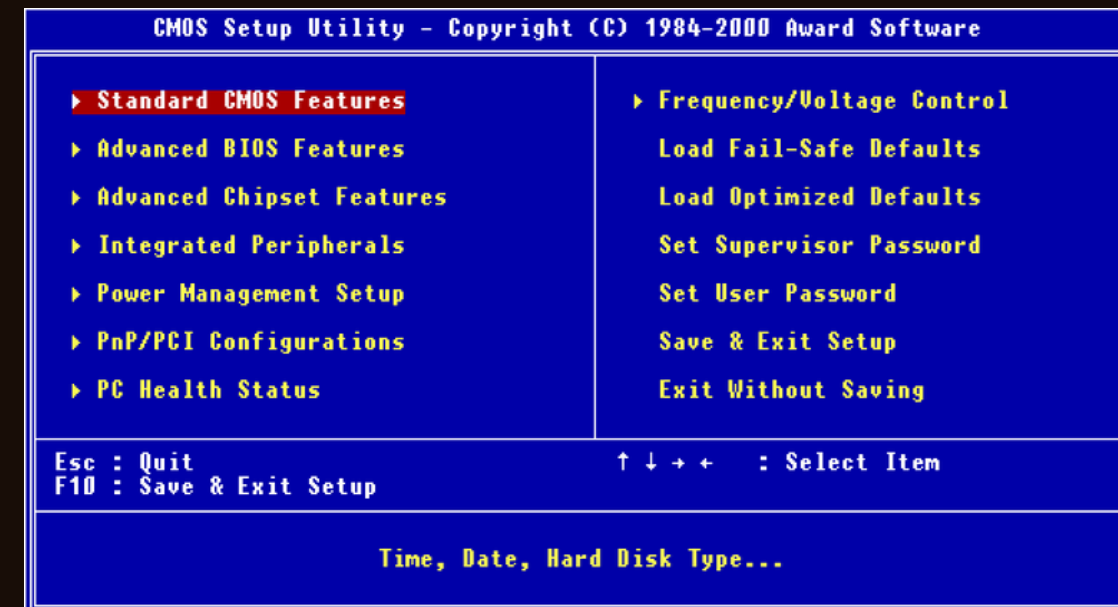 CMOS Setup Utility - Copyright (C) 1984-2000 Award Software
▸ Standard CMOS Features
▸ Advanced BIOS Features
▸ Advanced Chipset Features
▸ Integrated Peripherals
▸ Power Management Setup
▸ PnP/PCI Configurations
▸ PC Health Status
▸ Frequency/Voltage Control
Load Fail-Safe Defaults
Load Optimized Defaults
Set Supervisor Password
Set User Password
Save & Exit Setup
Exit Without Saving
Esc : Quit
F10 : Save & Exit Setup
↑ ↓ → ← : Select Item
Time, Date, Hard Disk Type...